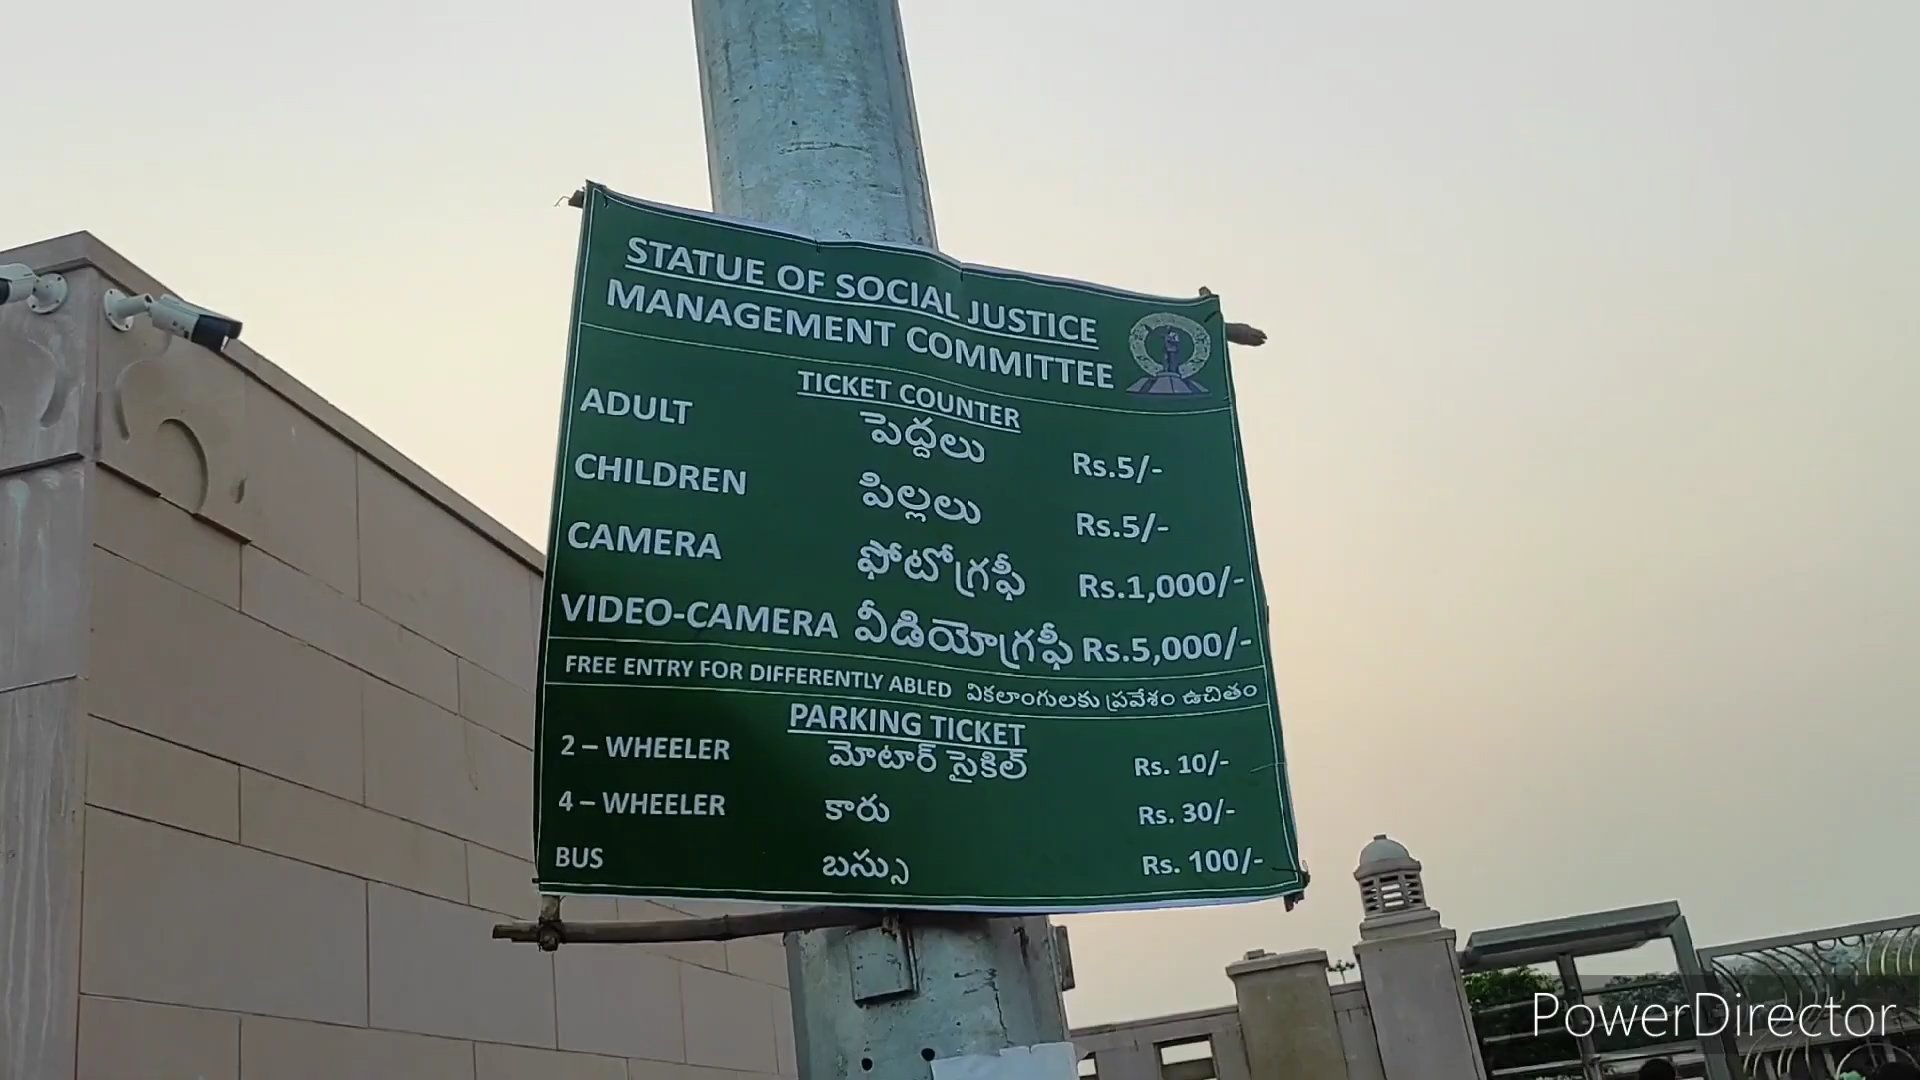 STATUE OF SOCIAL JUSTICE
MANAGEMENT COMMITTEE
TICKET COUNTER
ADULT పెద్దలు Rs.5/-
CHILDREN పిల్లలు Rs.5/-
CAMERA ఫోటోగ్రఫీ Rs.1,000/-
VIDEO-CAMERA వీడియోగ్రఫీ Rs.5,000/-
FREE ENTRY FOR DIFFERENTLY ABLED వికలాంగులకు ప్రవేశం ఉచితం
PARKING TICKET
2 – WHEELER మోటార్ సైకిల్ Rs. 10/-
4 – WHEELER కారు Rs. 30/-
BUS బస్సు Rs. 100/-
PowerDirector